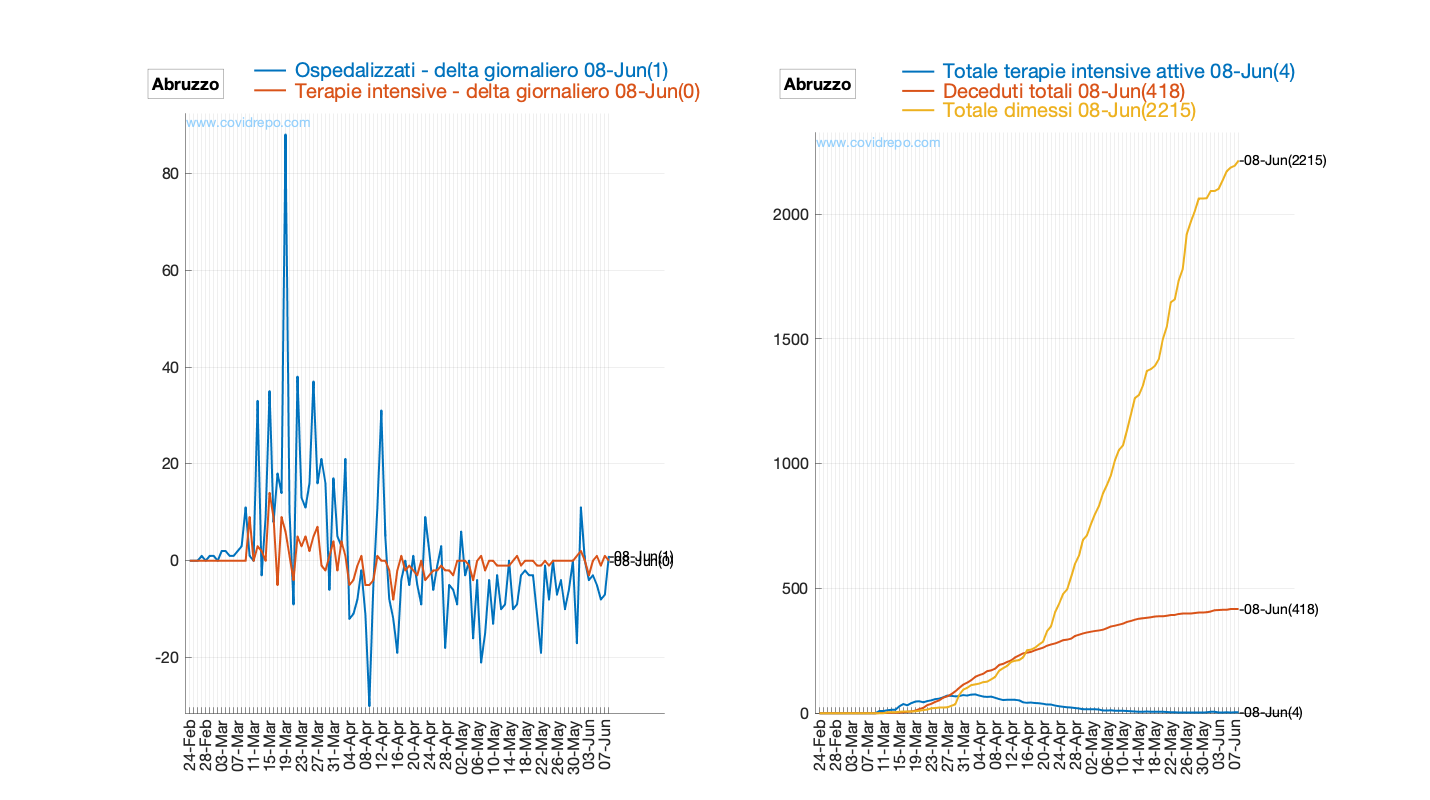 Abruzzo
Ospedalizzati - delta giornaliero 08-Jun(1)
Terapie intensive - delta giornaliero 08-Jun(0)
www.covidrepo.com
80
60
40
20
0
-20
-08-Jun(1)
-08-Jun(0)
24-Feb
28-Feb
03-Mar
07-Mar
11-Mar
15-Mar
19-Mar
23-Mar
27-Mar
31-Mar
04-Apr
08-Apr
12-Apr
16-Apr
20-Apr
24-Apr
28-Apr
02-May
06-May
10-May
14-May
18-May
22-May
26-May
30-May
03-Jun
07-Jun
Abruzzo
Totale terapie intensive attive 08-Jun(4)
Deceduti totali 08-Jun(418)
Totale dimessi 08-Jun(2215)
www.covidrepo.com
2000
1500
1000
500
0
-08-Jun(2215)
-08-Jun(418)
-08-Jun(4)
24-Feb
28-Feb
03-Mar
07-Mar
11-Mar
15-Mar
19-Mar
23-Mar
27-Mar
31-Mar
04-Apr
08-Apr
12-Apr
16-Apr
20-Apr
24-Apr
28-Apr
02-May
06-May
10-May
14-May
18-May
22-May
26-May
30-May
03-Jun
07-Jun